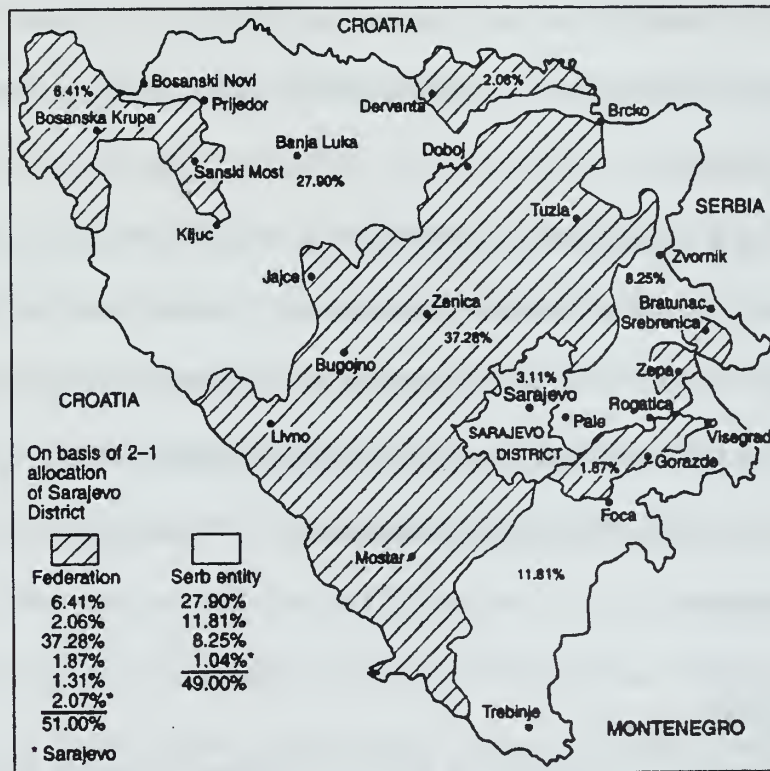 CROATIA
6.41%
Bosanski Novi
Prijedor
Bosanska Krupa
Derventa
2.06%
Brcko
Banja Luka
27.90%
Doboj
Sanski Most
Kljuc
Tuzla
SERBIA
Zvornik
8.25%
Jajce
Zenica
37.28%
Bratunac
Srebrenica
Bugojno
3.11%
Sarajevo
Zepa
CROATIA
Livno
Pale
Rogatica
Visegrad
SARAJEVO
DISTRICT
1.87%
Gorazde
Foca
On basis of 2–1
allocation
of Sarajevo
District
Mostar
11.81%
Federation
6.41%
2.06%
37.28%
1.87%
1.31%
2.07%*
51.00%
* Sarajevo
Serb entity
27.90%
11.81%
8.25%
1.04%*
49.00%
Trebinje
MONTENEGRO